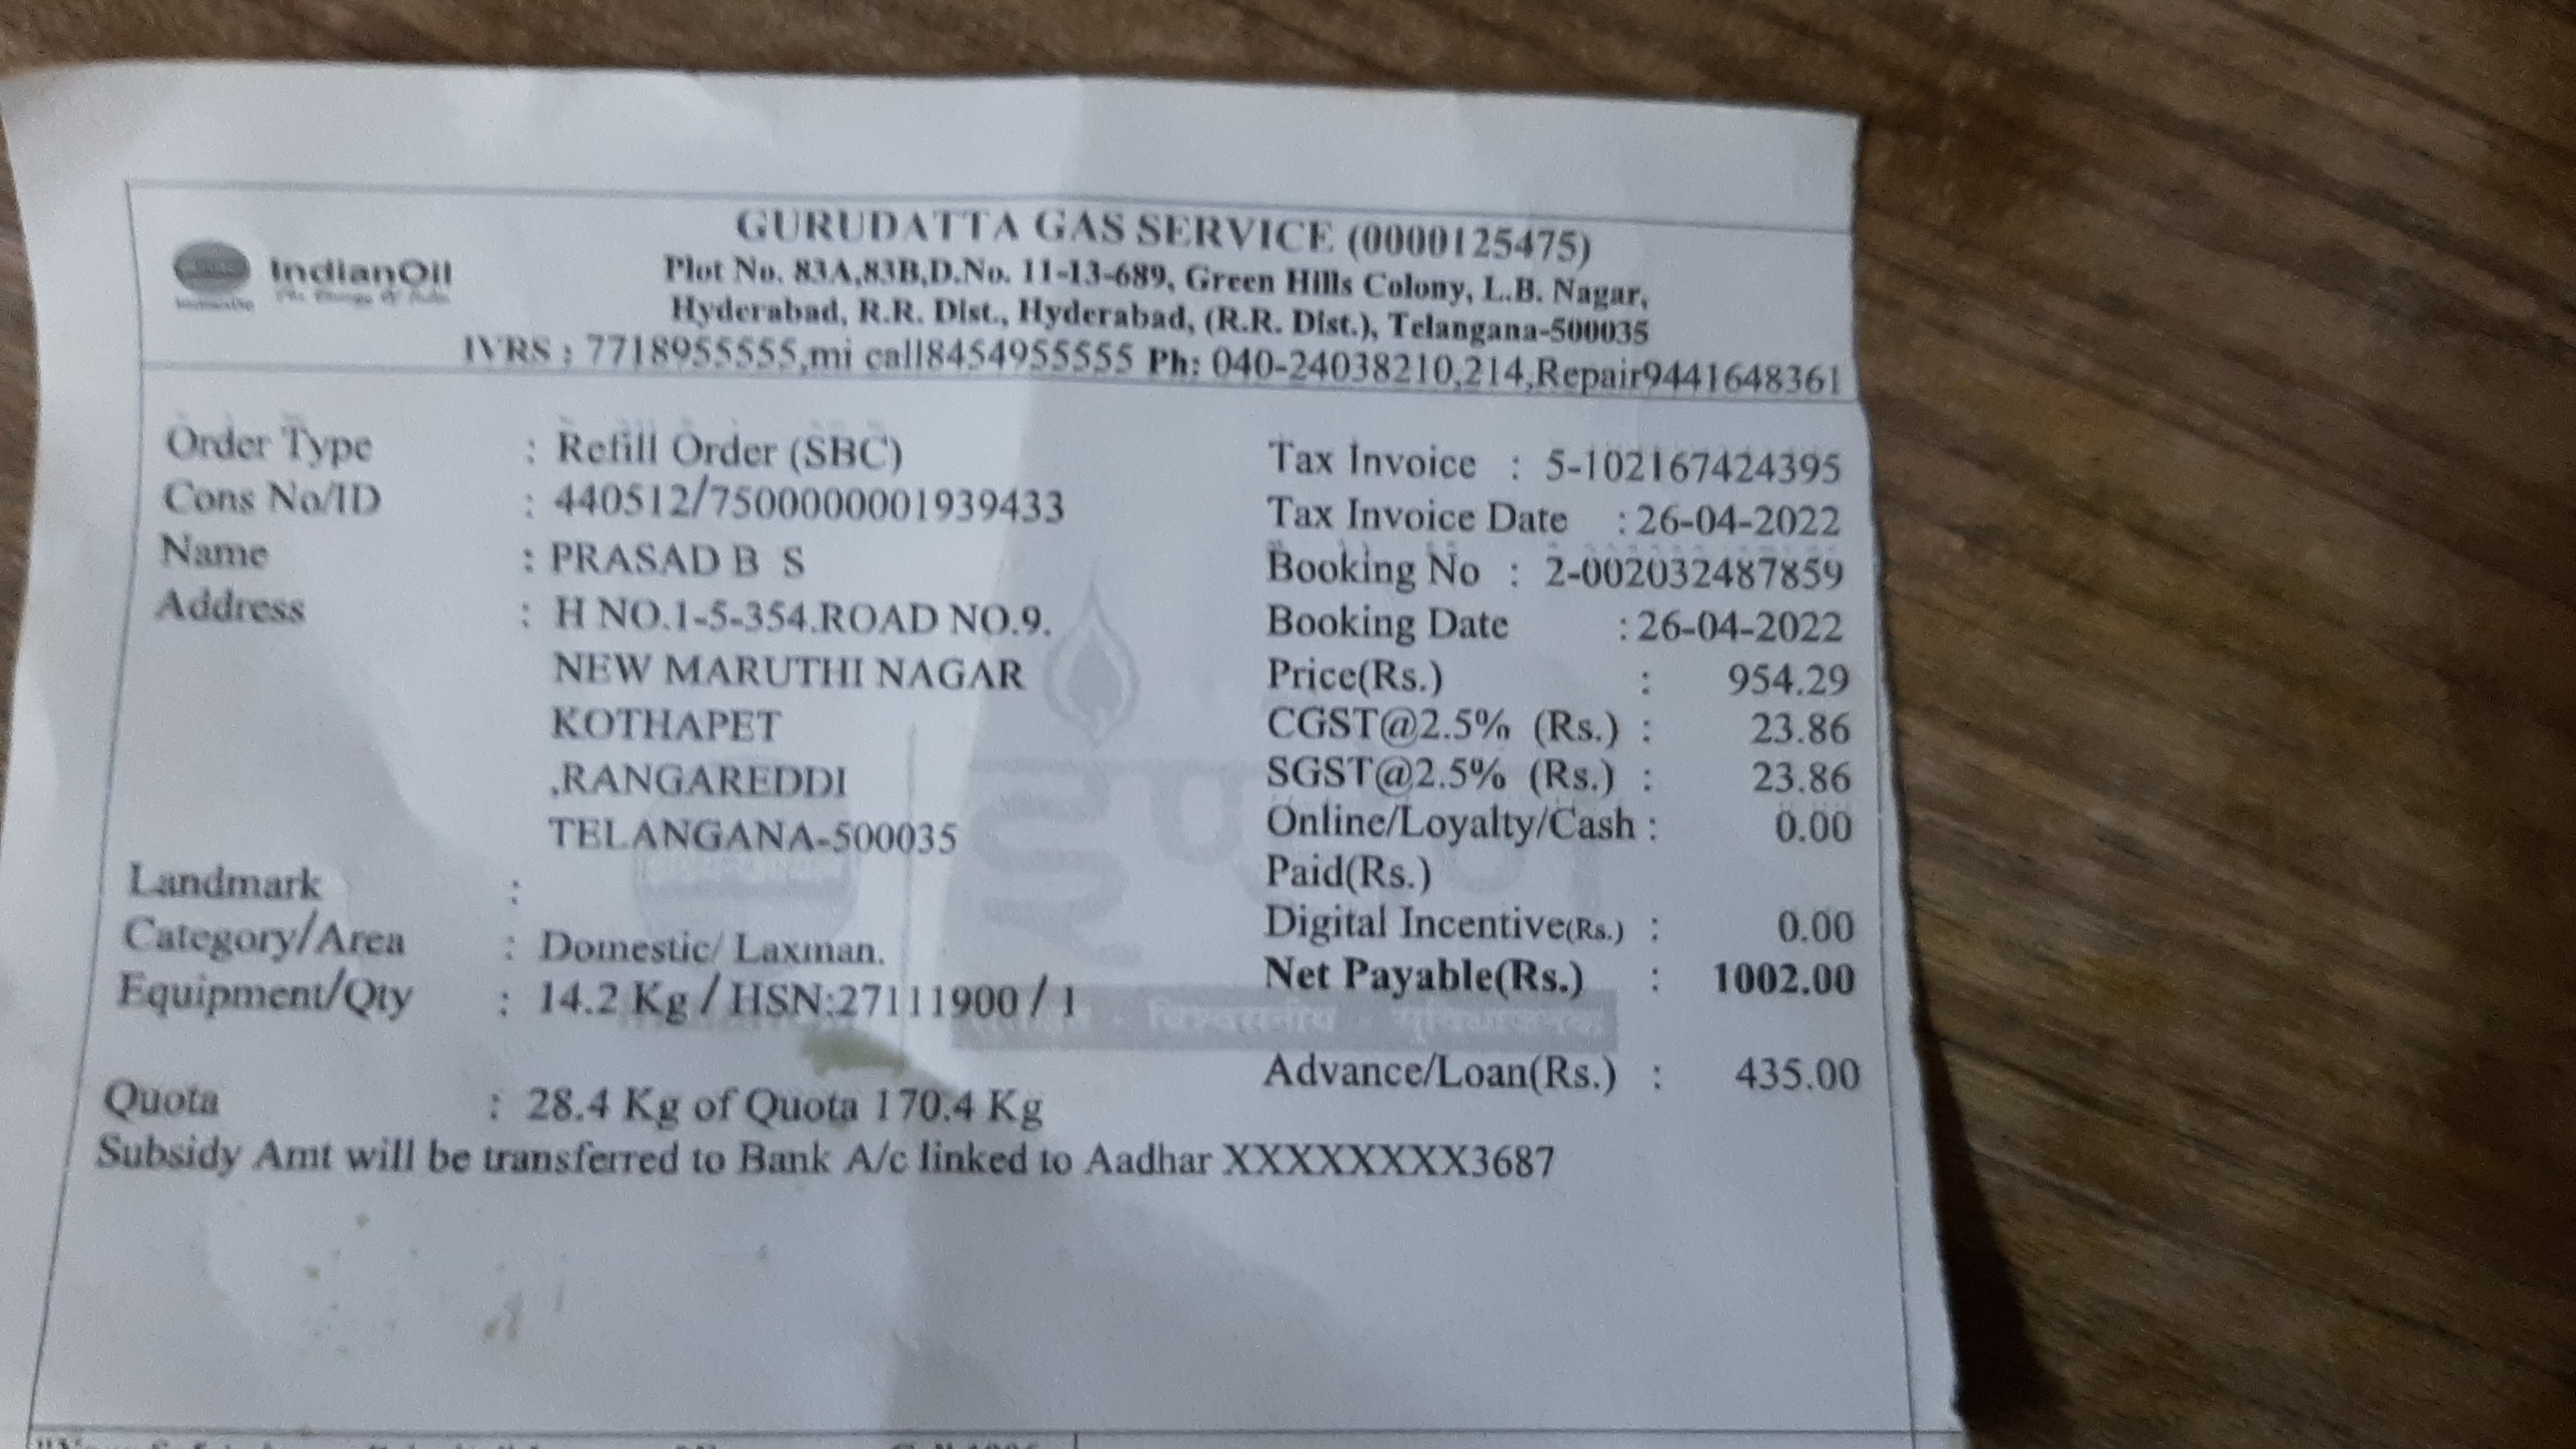 GURUDATTA GAS SERVICE (0000125475)
IndianOil
Plot No. 83A,83B,D.No. 11-13-689, Green Hills Colony, L.B. Nagar,
Hyderabad, R.R. Dist., Hyderabad, (R.R. Dist.), Telangana-500035
IVRS : 7718955555,mi call8454955555 Ph: 040-24038210,214,Repair9441648361
Order Type : Refill Order (SBC)
Cons No/ID : 440512/7500000001939433
Name : PRASAD B S
Address : H NO.1-5-354.ROAD NO.9.
NEW MARUTHI NAGAR
KOTHAPET
,RANGAREDDI
TELANGANA-500035
Landmark :
Category/Area : Domestic/ Laxman.
Equipment/Qty : 14.2 Kg / HSN:27111900 / 1
Quota : 28.4 Kg of Quota 170.4 Kg
Subsidy Amt will be transferred to Bank A/c linked to Aadhar XXXXXXXX3687
Tax Invoice : 5-102167424395
Tax Invoice Date : 26-04-2022
Booking No : 2-002032487859
Booking Date : 26-04-2022
Price(Rs.) : 954.29
CGST@2.5% (Rs.) : 23.86
SGST@2.5% (Rs.) : 23.86
Online/Loyalty/Cash : 0.00
Paid(Rs.)
Digital Incentive(Rs.) : 0.00
Net Payable(Rs.) : 1002.00
विश्वसनीय
Advance/Loan(Rs.) : 435.00